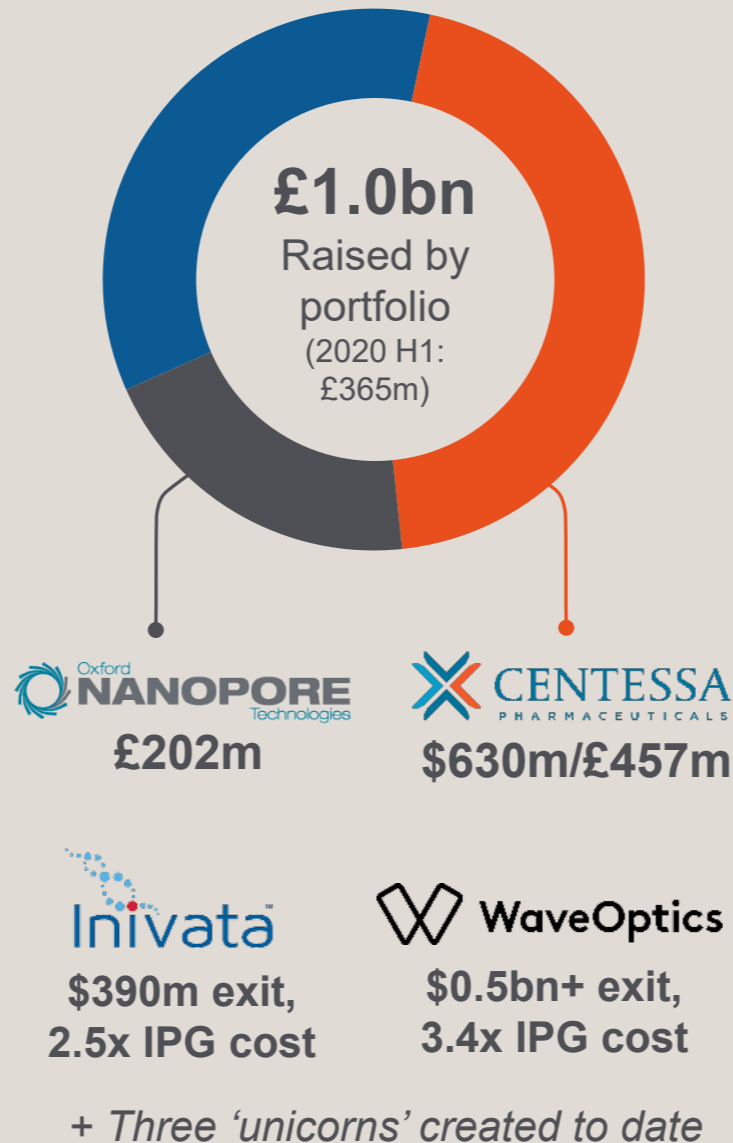 £1.0bn
Raised by
portfolio
(2020 H1:
£365m)
Oxford
NANOPORE
Technologies
£202m
CENTESSA
PHARMACEUTICALS
$630m/£457m
Inivata™
$390m exit,
2.5x IPG cost
WaveOptics
$0.5bn+ exit,
3.4x IPG cost
+ Three ‘unicorns’ created to date